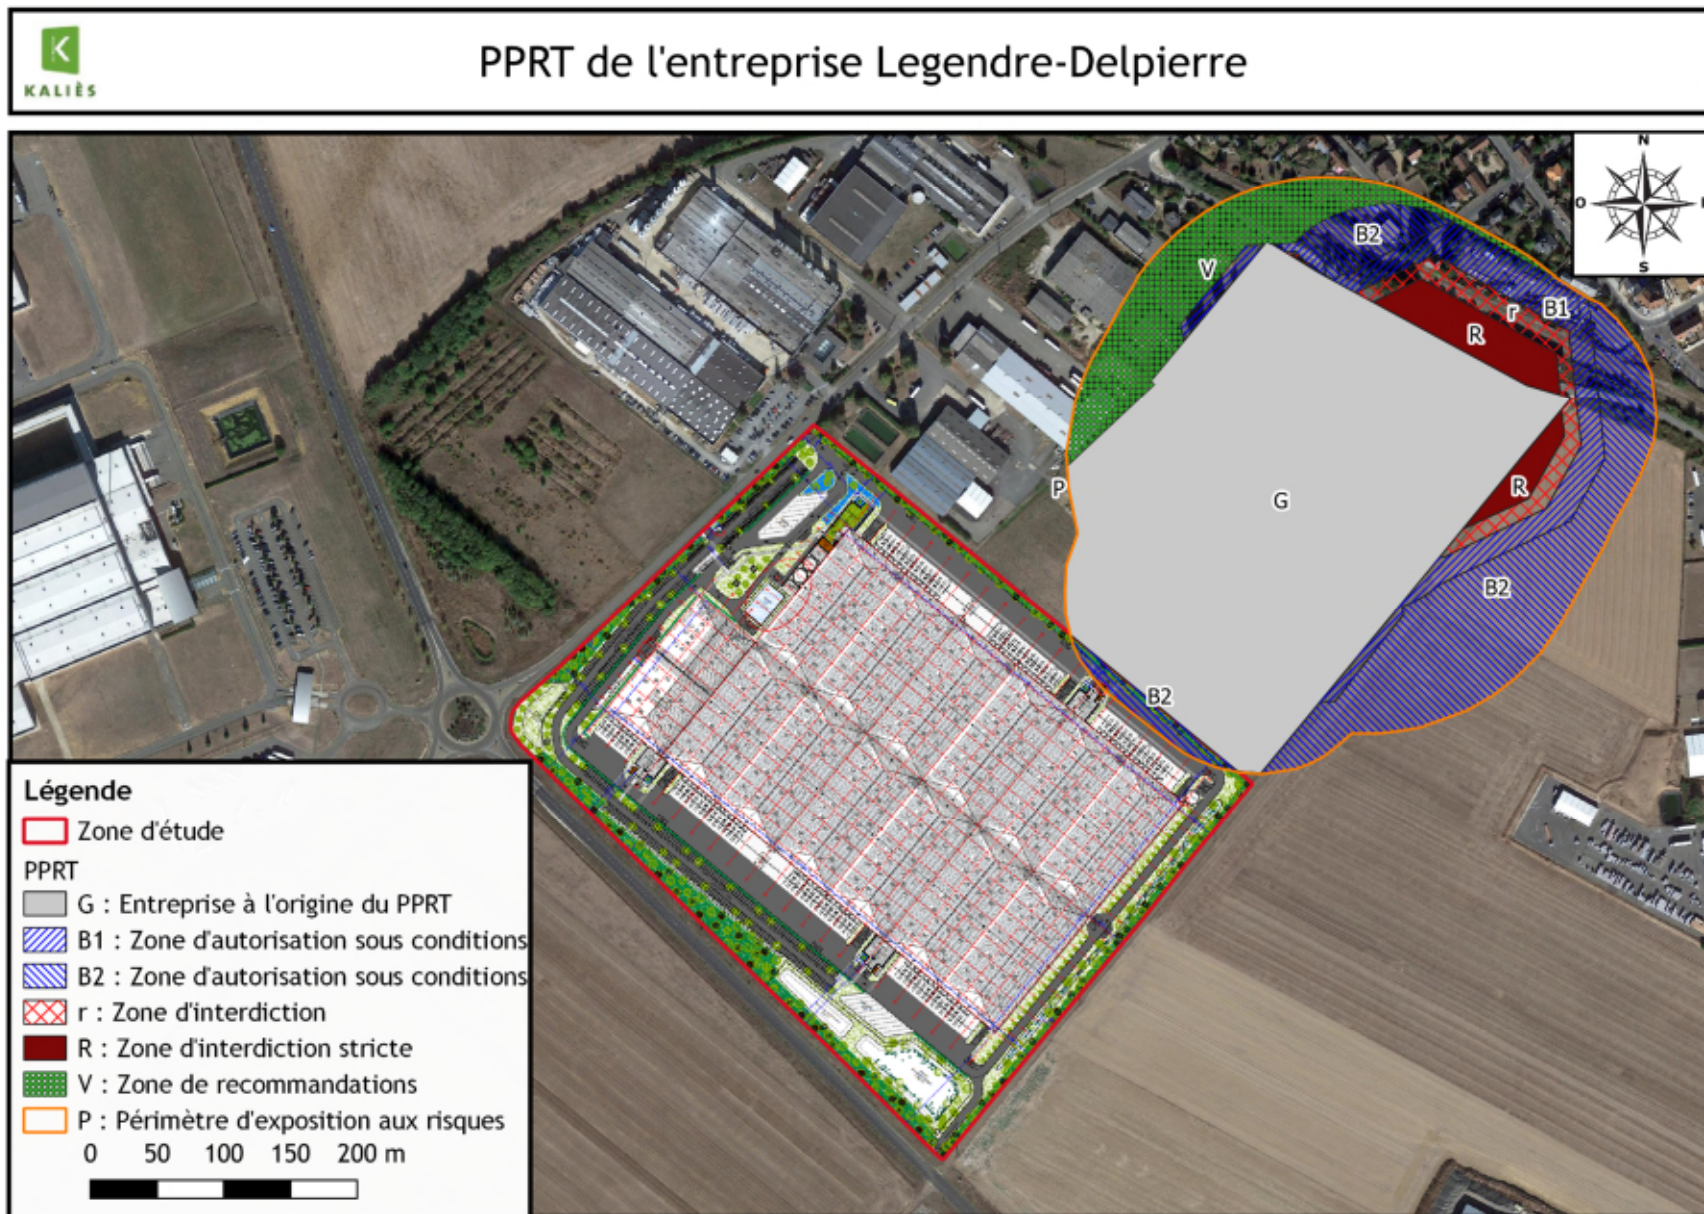 KALIÈS
PPRT de l'entreprise Legendre-Delpierre
N
O
S
B2
V
B1
r
R
P
G
R
B2
B2
Légende
Zone d'étude
PPRT
G : Entreprise à l'origine du PPRT
B1 : Zone d'autorisation sous conditions
B2 : Zone d'autorisation sous conditions
r : Zone d'interdiction
R : Zone d'interdiction stricte
V : Zone de recommandations
P : Périmètre d'exposition aux risques
0 50 100 150 200 m